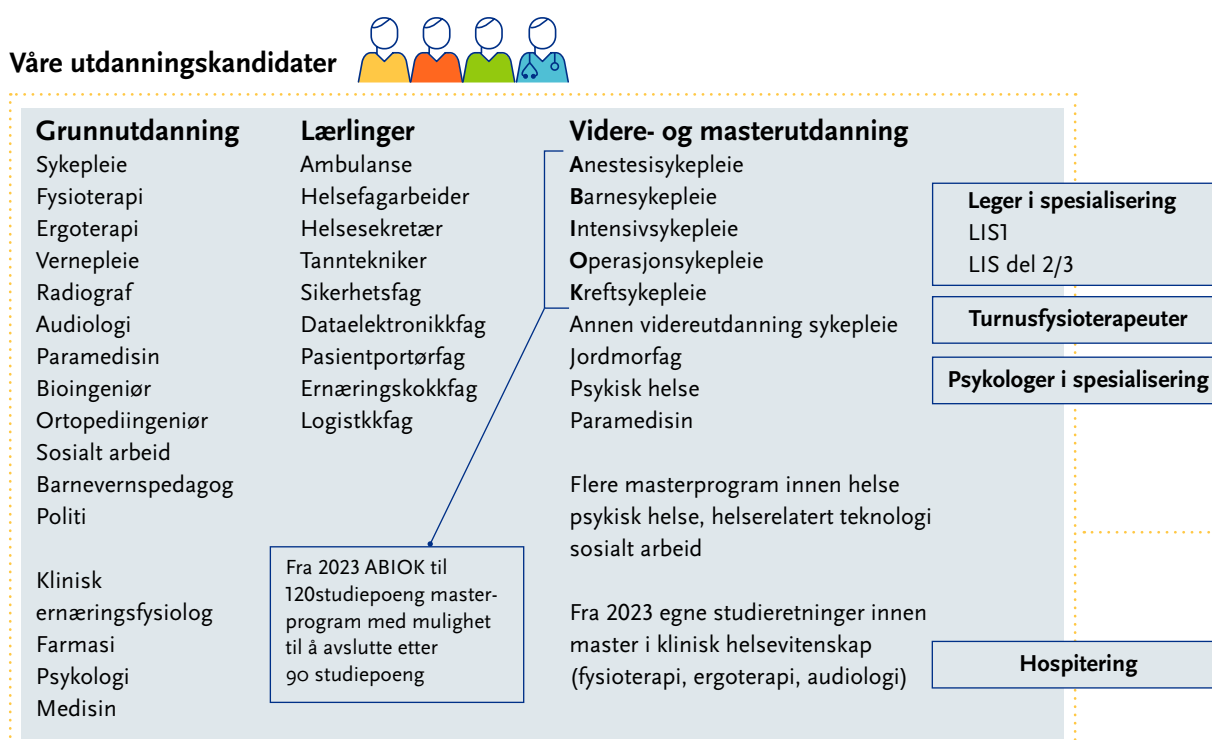 Våre utdanningskandidater
Grunnutdanning
Sykepleie
Fysioterapi
Ergoterapi
Vernepleie
Radiograf
Audiologi
Paramedisin
Bioingeniør
Ortopediingeniør
Sosialt arbeid
Barnevernspedagog
Politi
Klinisk
ernæringsfysiolog
Farmasi
Psykologi
Medisin
Lærlinger
Ambulanse
Helsefagarbeider
Helsesekretær
Tanntekniker
Sikerhetsfag
Dataelektronikkfag
Pasientportørfag
Ernæringskokkfag
Logistkkfag
Fra 2023 ABIOK til
120studiepoeng master-
program med mulighet
til å avslutte etter
90 studiepoeng
Videre- og masterutdanning
Anestesisykepleie
Barnesykepleie
Intensivsykepleie
Operasjonsykepleie
Kreftsykepleie
Annen videreutdanning sykepleie
Jordmorfag
Psykisk helse
Paramedisin
Flere masterprogram innen helse
psykisk helse, helserelatert teknologi
sosialt arbeid
Fra 2023 egne studieretninger innen
master i klinisk helsevitenskap
(fysioterapi, ergoterapi, audiologi)
Leger i spesialisering
LIS1
LIS del 2/3
Turnusfysioterapeuter
Psykologer i spesialisering
Hospitering